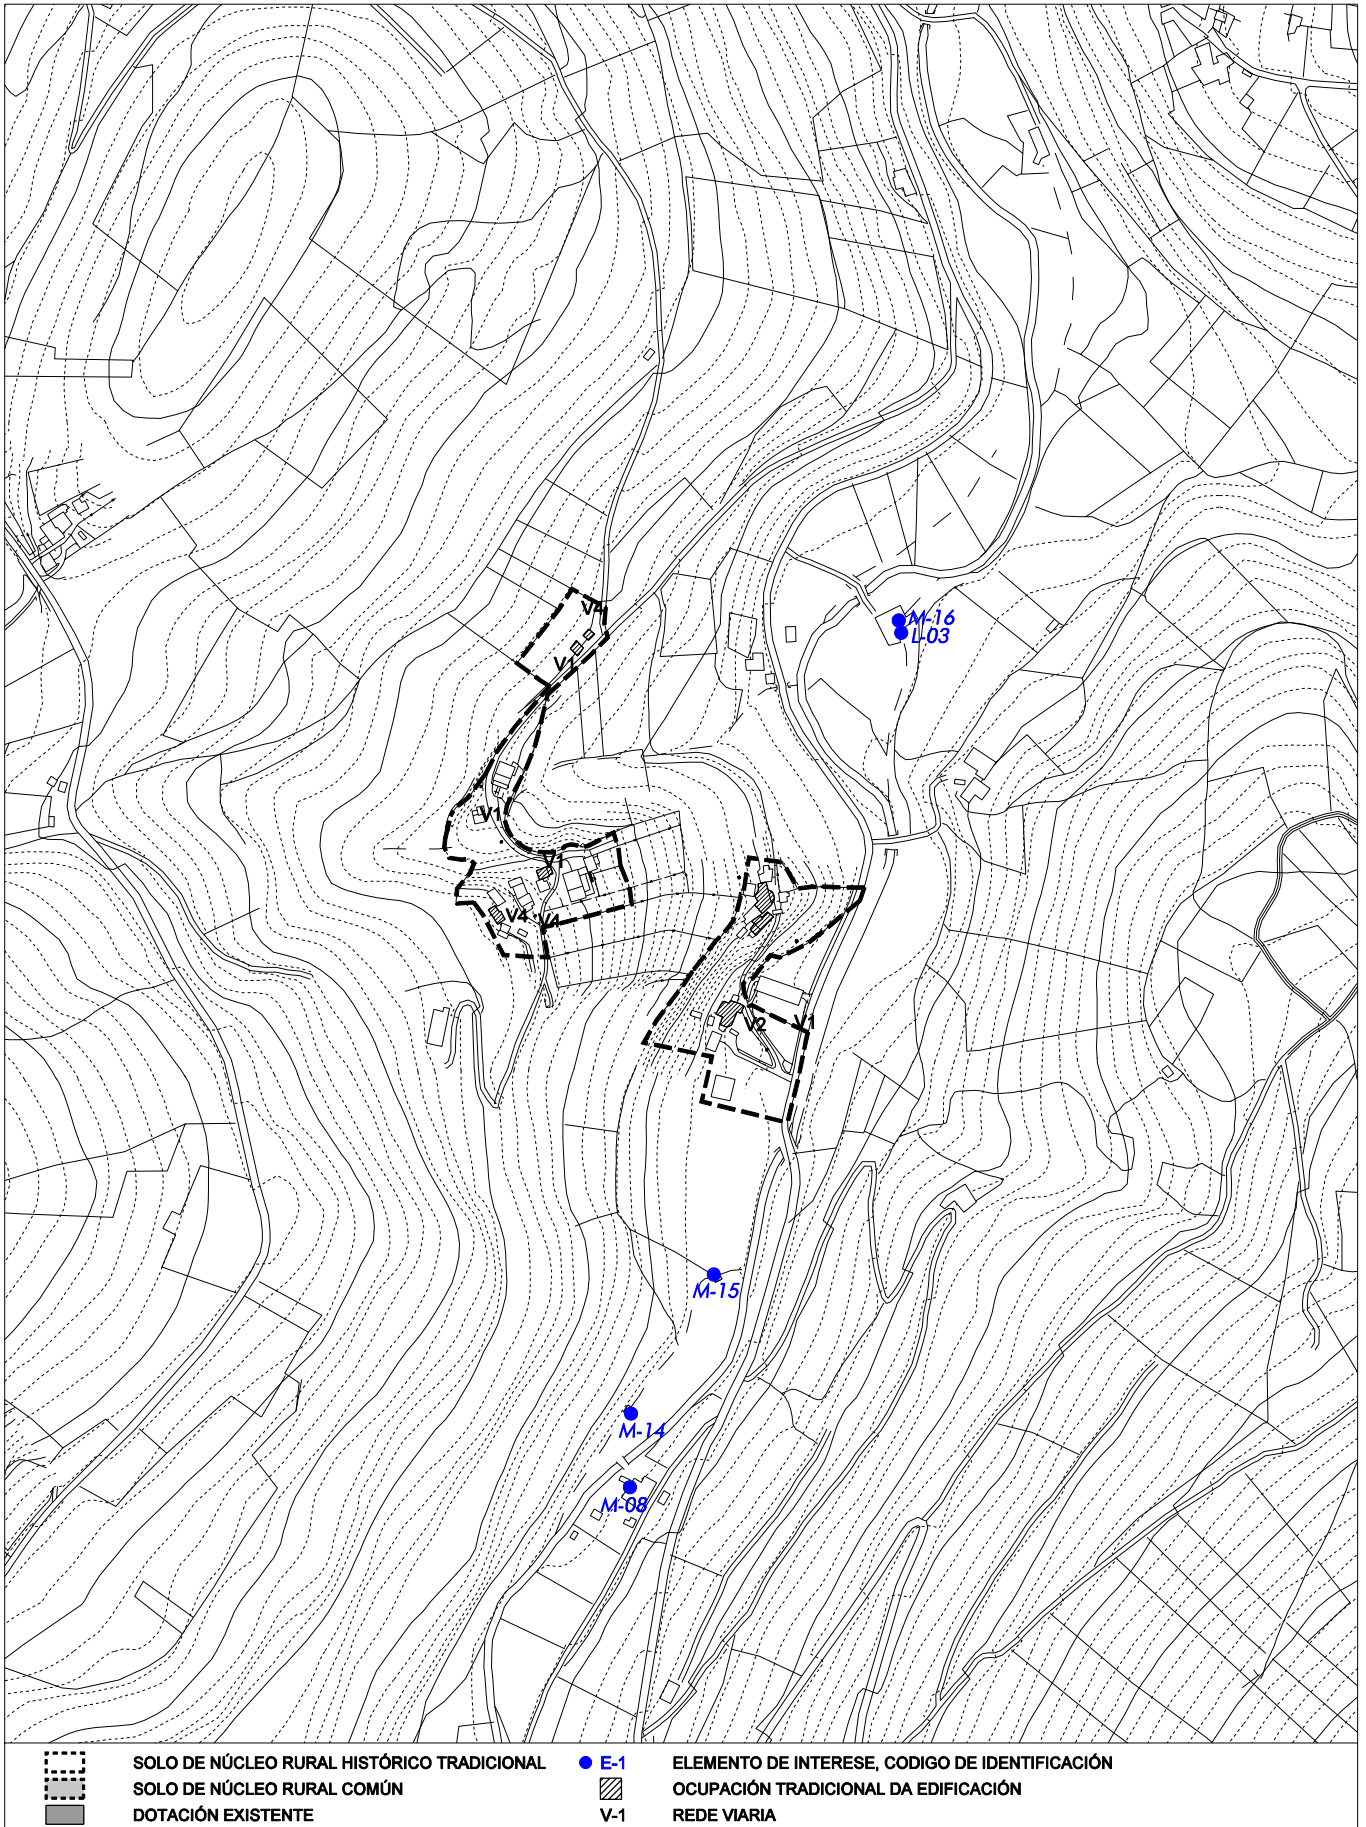 V4
M-16
L-03
V1
V1
V1
V4
V4
V2
V1
M-15
M-14
M-08
SOLO DE NÚCLEO RURAL HISTÓRICO TRADICIONAL
E-1
ELEMENTO DE INTERESE, CODIGO DE IDENTIFICACIÓN
SOLO DE NÚCLEO RURAL COMÚN
OCUPACIÓN TRADICIONAL DA EDIFICACIÓN
DOTACIÓN EXISTENTE
V-1
REDE VIARIA